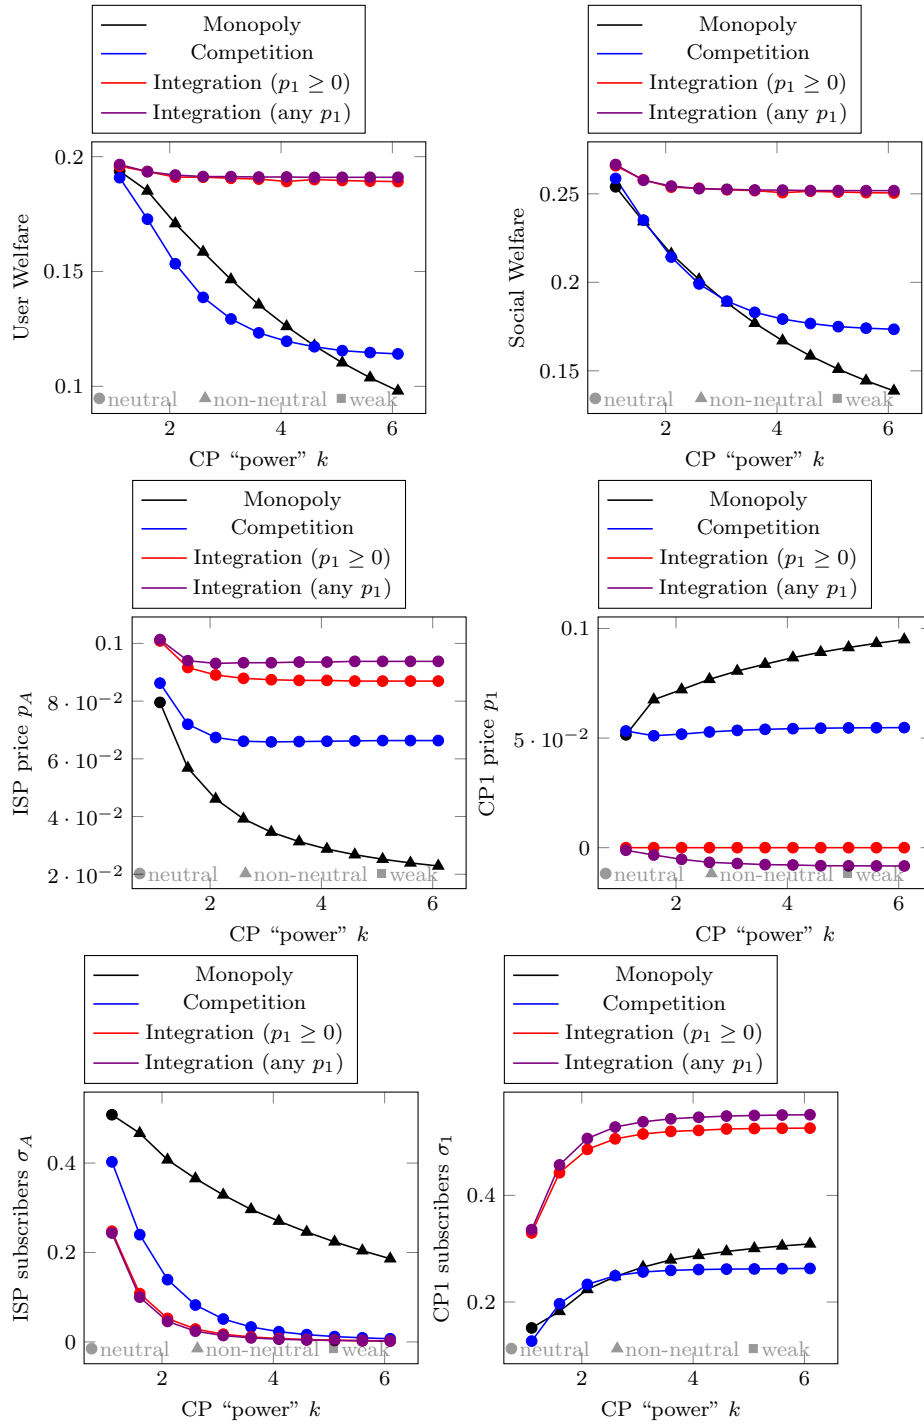 Monopoly
Competition
Integration (p₁ ≥ 0)
Integration (any p₁)
0.2
0.15
0.1
User Welfare
neutral non-neutral weak
2 4 6
CP “power” k
Monopoly
Competition
Integration (p₁ ≥ 0)
Integration (any p₁)
0.25
0.2
0.15
Social Welfare
neutral non-neutral weak
2 4 6
CP “power” k
Monopoly
Competition
Integration (p₁ ≥ 0)
Integration (any p₁)
0.1
8 · 10⁻²
6 · 10⁻²
4 · 10⁻²
2 · 10⁻²
ISP price p_A
neutral non-neutral weak
2 4 6
CP “power” k
Monopoly
Competition
Integration (p₁ ≥ 0)
Integration (any p₁)
0.1
5 · 10⁻²
0
CP1 price p₁
neutral non-neutral weak
2 4 6
CP “power” k
Monopoly
Competition
Integration (p₁ ≥ 0)
Integration (any p₁)
0.4
0.2
0
ISP subscribers σ_A
neutral non-neutral weak
2 4 6
CP “power” k
Monopoly
Competition
Integration (p₁ ≥ 0)
Integration (any p₁)
0.4
0.2
CP1 subscribers σ₁
neutral non-neutral weak
2 4 6
CP “power” k